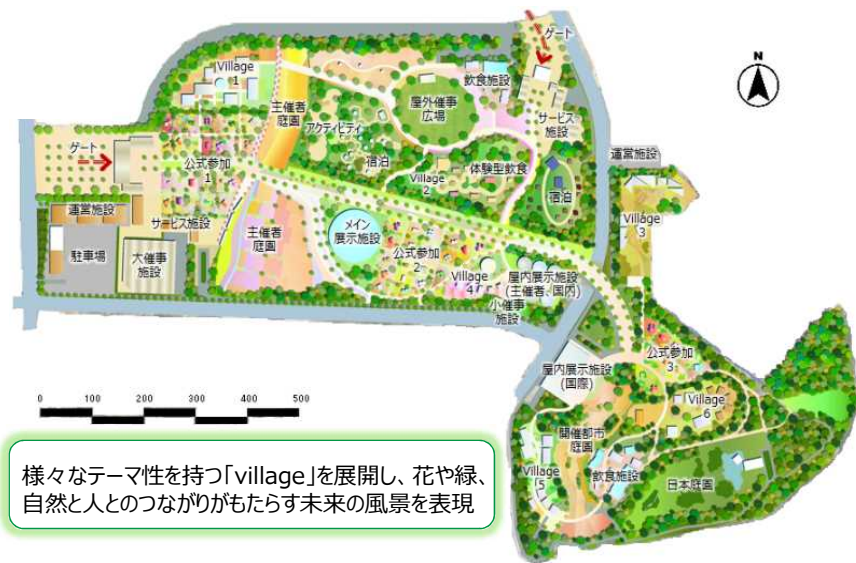 ゲート
N
Village
1
飲食施設
主催者
庭園
屋外催事
広場
サービス
施設
アクティビティ
ゲート
公式参加
1
宿泊
Village
2
体験型飲食
運営施設
宿泊
運営施設
サービス施設
主催者
庭園
メイン
展示施設
Village
3
駐車場
大催事
施設
公式参加
2
Village
4
屋内展示施設
(主催者、国内)
小催事
施設
公式参加
3
屋内展示施設
(国際)
Village
6
開催都市
庭園
Village
5
飲食施設
日本庭園
0 100 200 300 400 500
様々なテーマ性を持つ「village」を展開し、花や緑、
自然と人とのつながりがもたらす未来の風景を表現